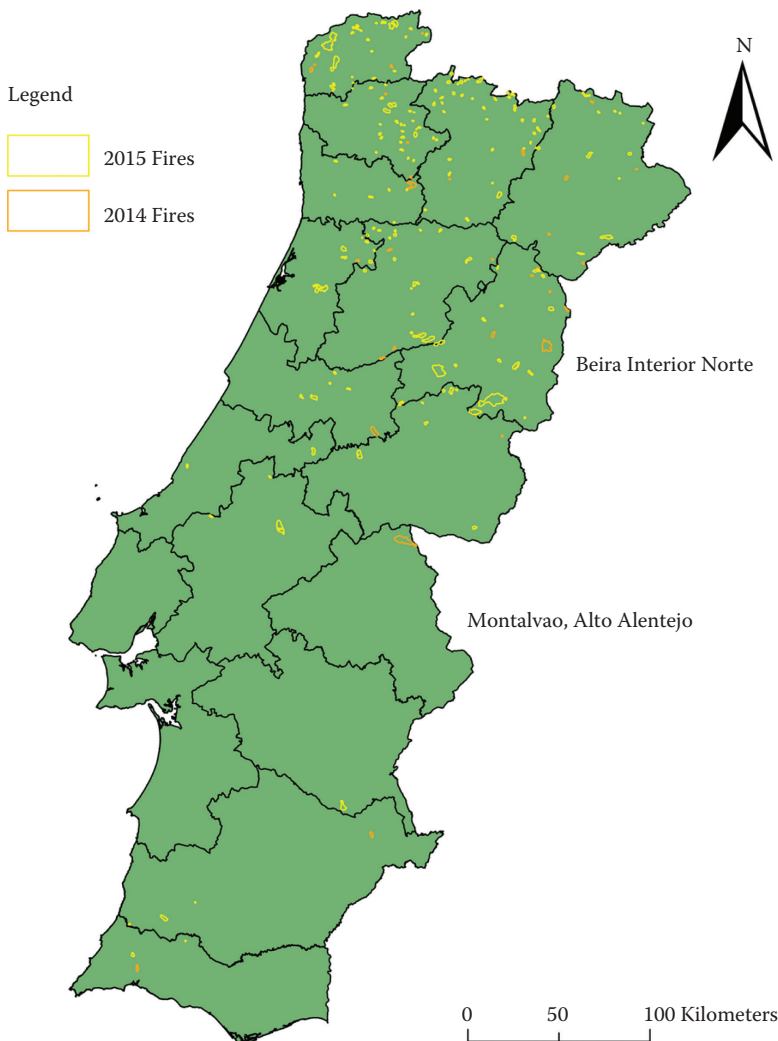 N
Legend
2015 Fires
2014 Fires
Beira Interior Norte
Montalvao, Alto Alentejo
0 50 100 Kilometers